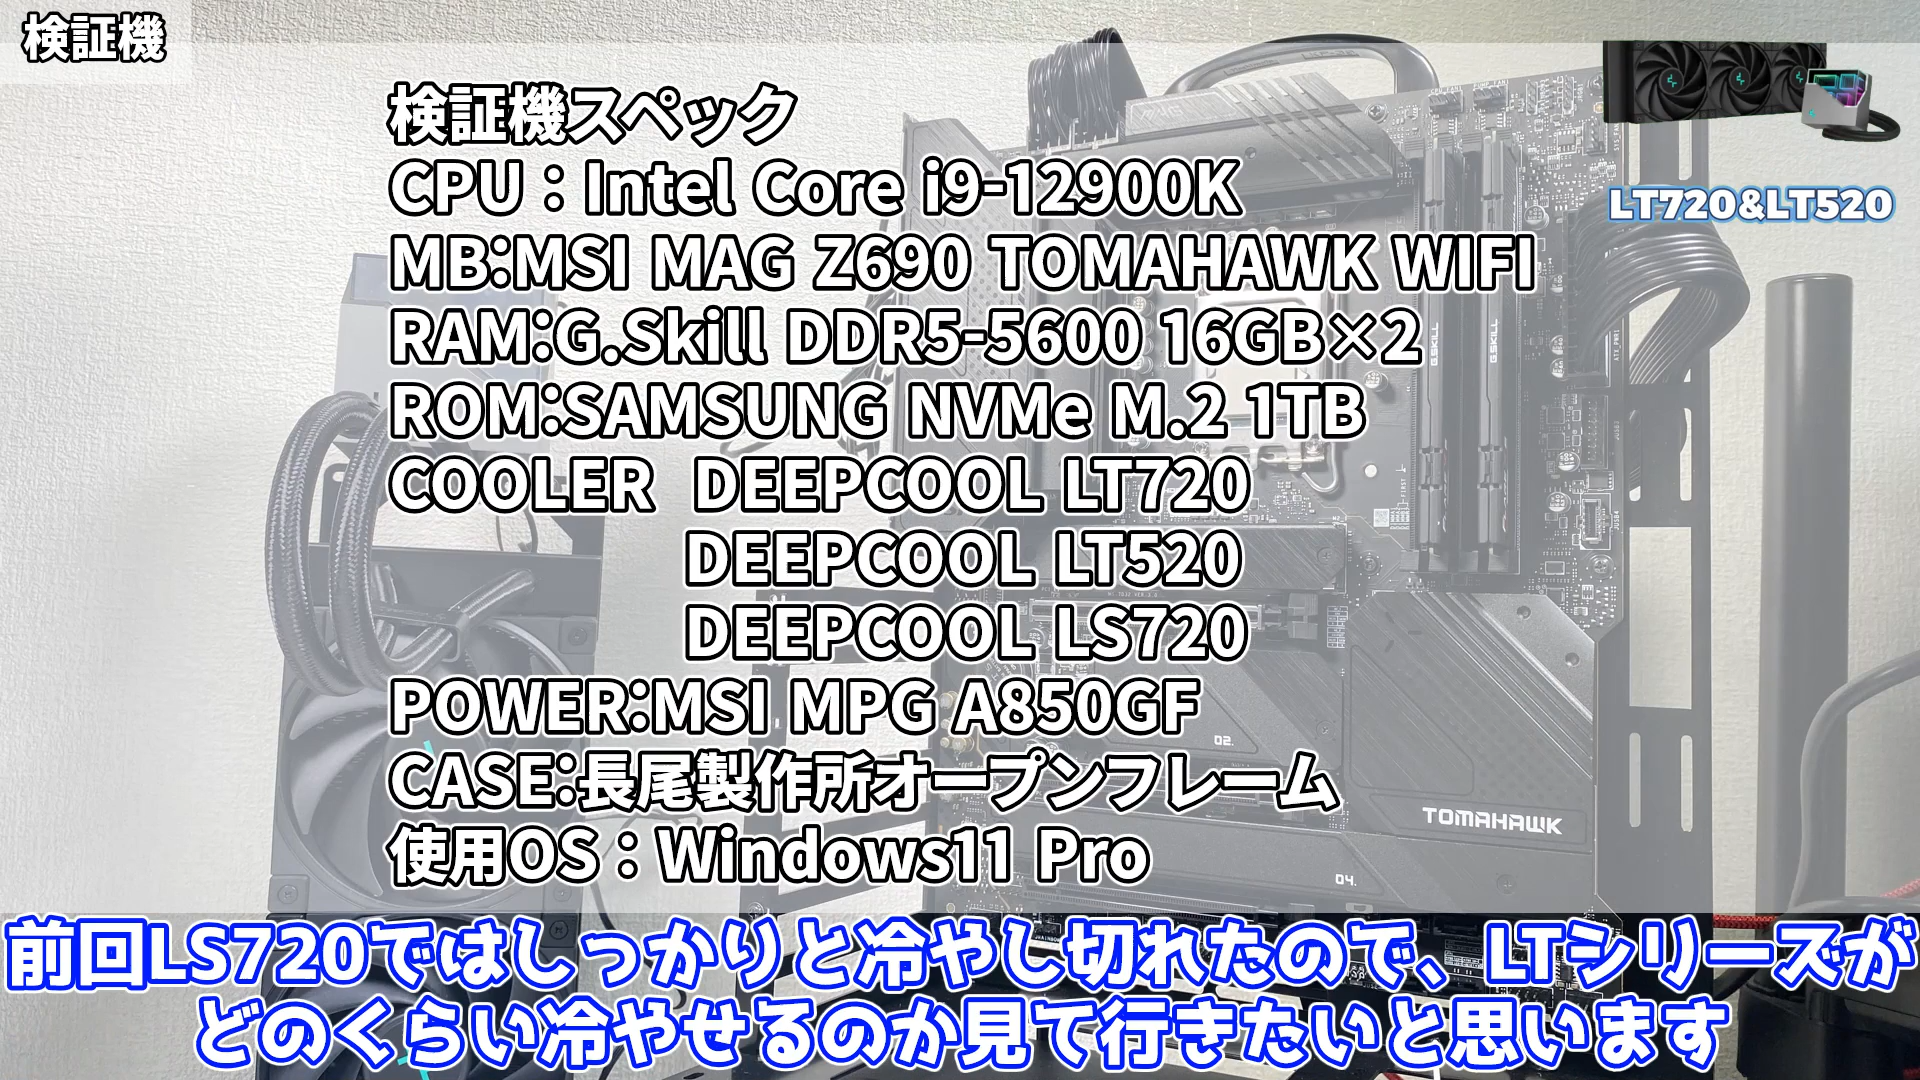 検証機
検証機スペック
CPU：Intel Core i9-12900K
MB:MSI MAG Z690 TOMAHAWK WIFI
RAM:G.Skill DDR5-5600 16GB×2
ROM:SAMSUNG NVMe M.2 1TB
COOLER DEEPCOOL LT720
DEEPCOOL LT520
DEEPCOOL LS720
POWER:MSI MPG A850GF
CASE:長尾製作所オープンフレーム
使用OS：Windows11 Pro
LT720&LT520
G.SKILL
G.SKILL
02.
TOMAHAWK
04.
前回LS720ではしっかりと冷やし切れたので、LTシリーズが
どのくらい冷やせるのか見て行きたいと思います